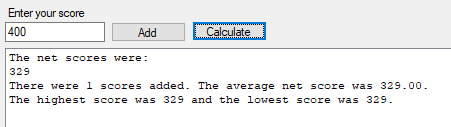 Enter your score
400
Add
Calculate
The net scores were:
329
There were 1 scores added. The average net score was 329.00.
The highest score was 329 and the lowest score was 329.